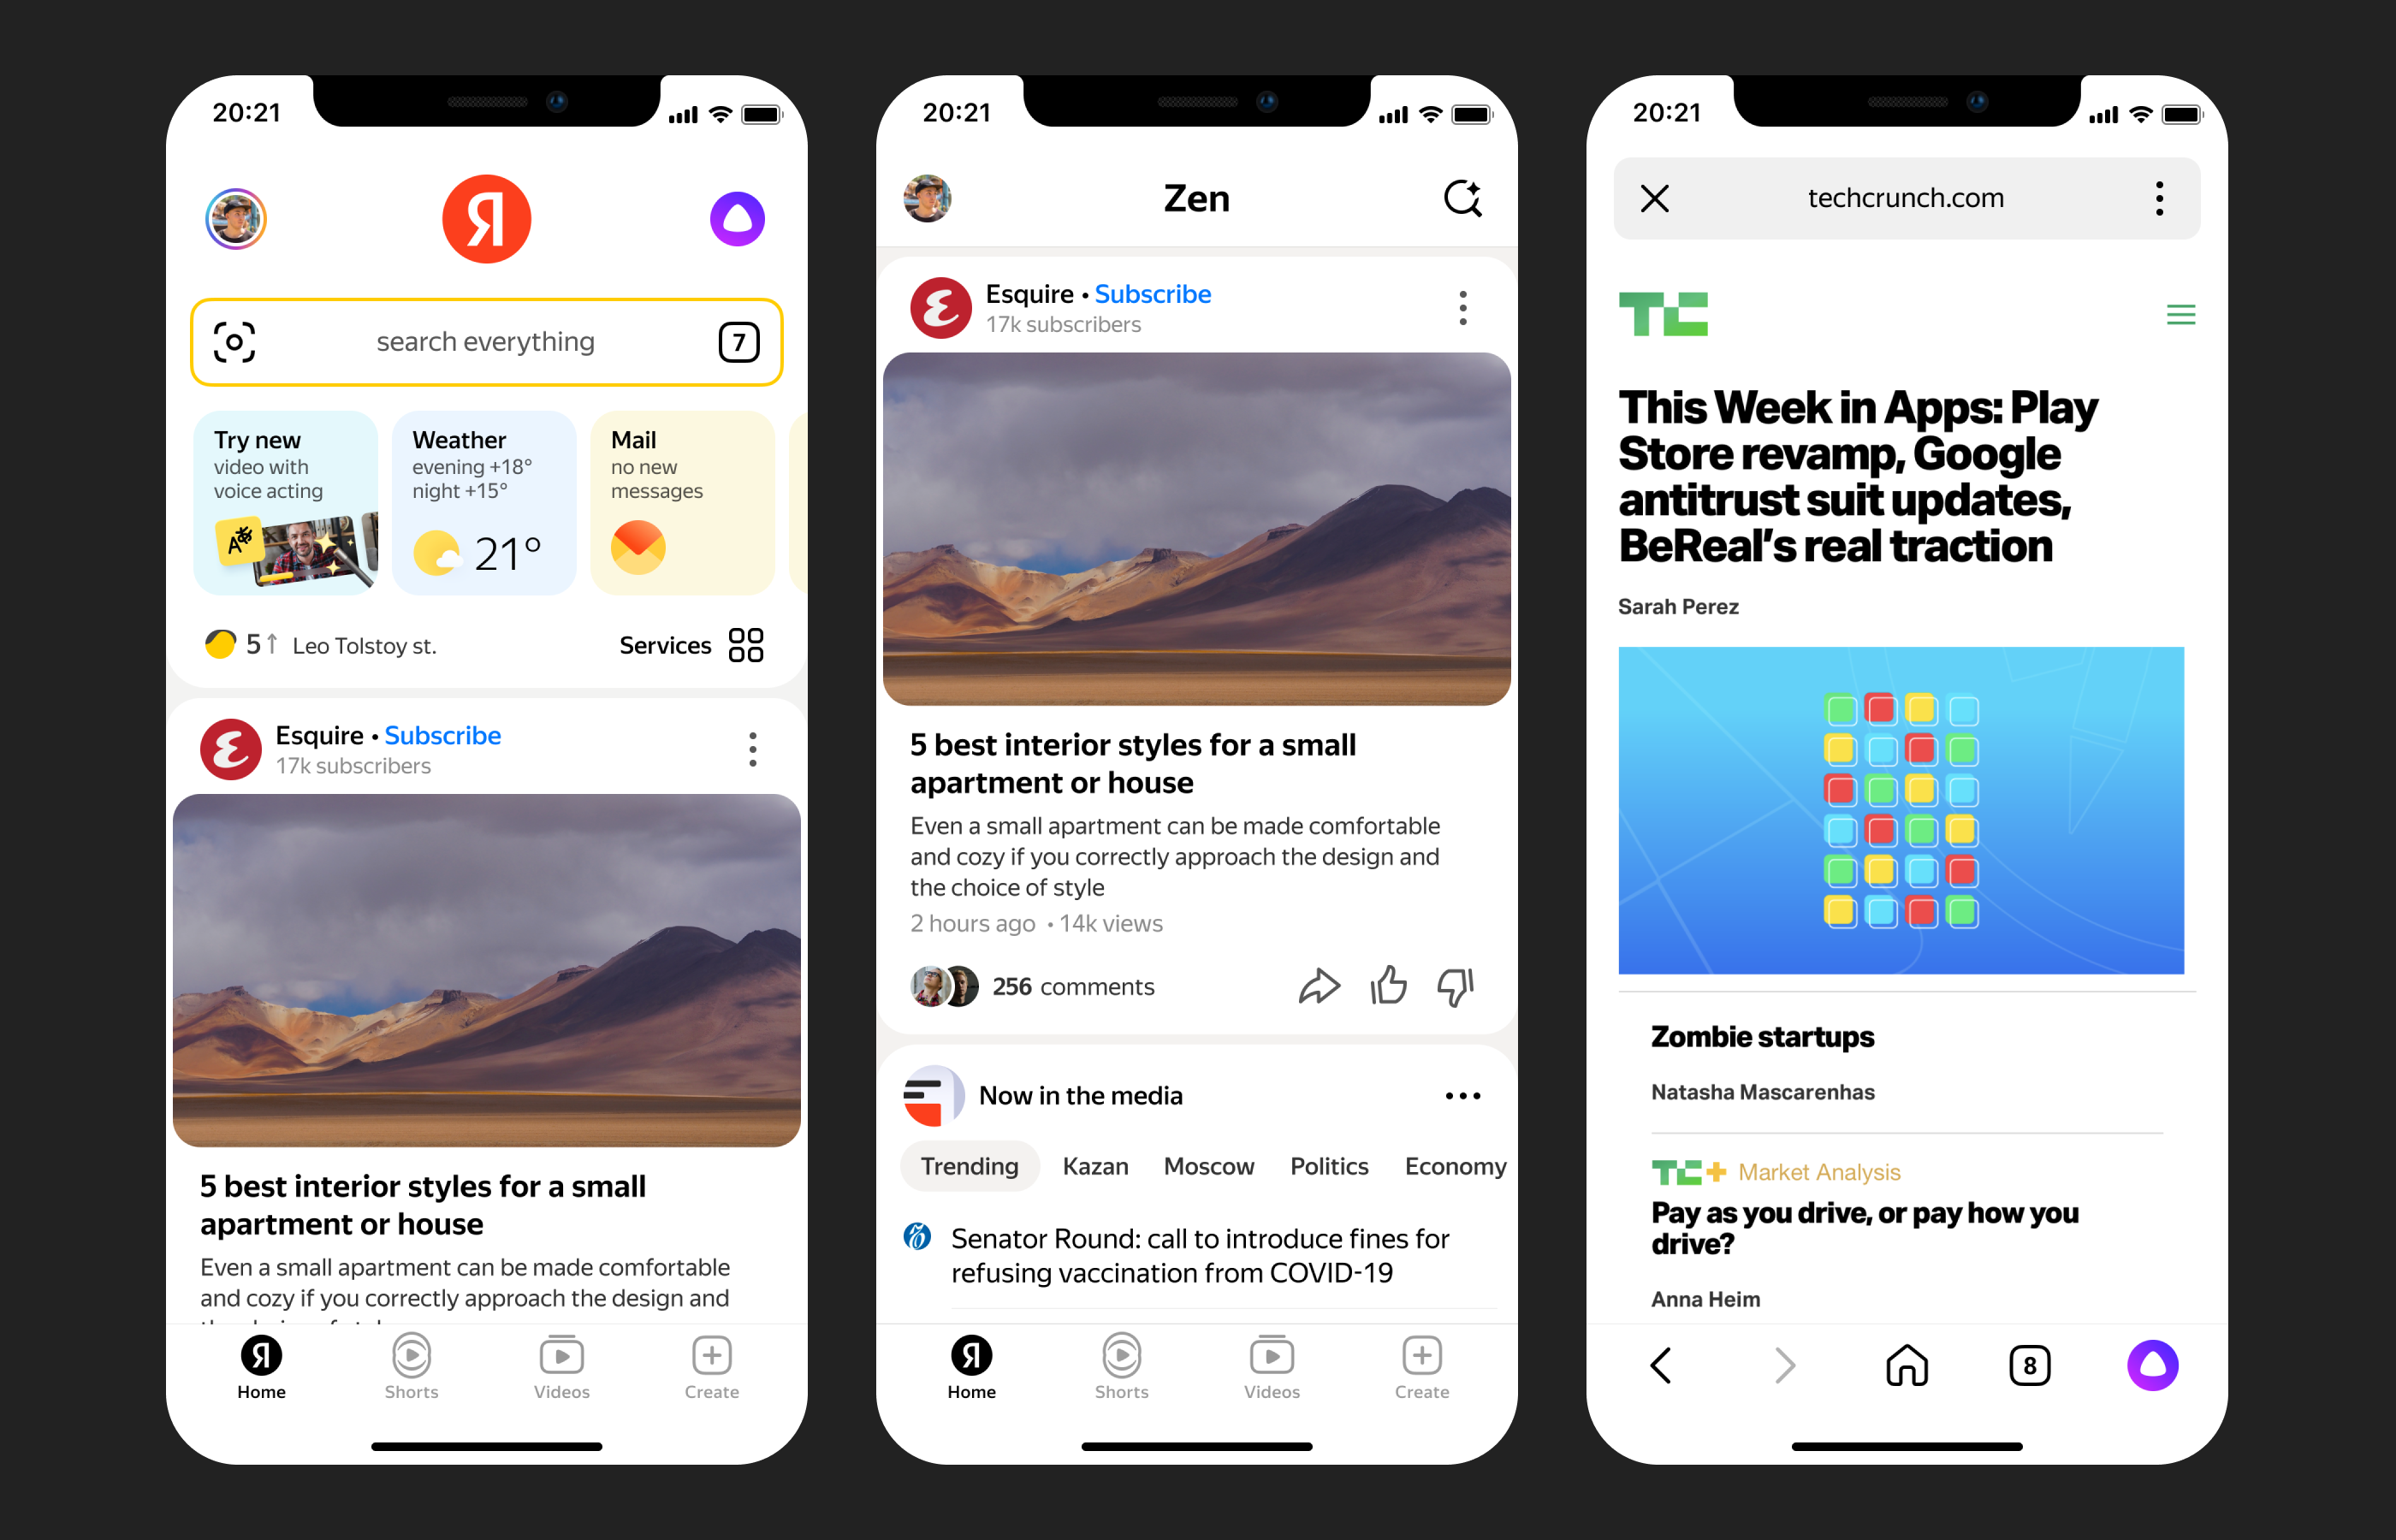 20:21
Я
search everything
7
Try new
video with
voice acting
Weather
evening +18°
night +15°
21°
Mail
no new
messages
5↑ Leo Tolstoy st.
Services
Esquire • Subscribe
17k subscribers
5 best interior styles for a small
apartment or house
Even a small apartment can be made comfortable
and cozy if you correctly approach the design and
Я
Home
Shorts
Videos
Create
20:21
Zen
Esquire • Subscribe
17k subscribers
5 best interior styles for a small
apartment or house
Even a small apartment can be made comfortable
and cozy if you correctly approach the design and
the choice of style
2 hours ago • 14k views
256 comments
Now in the media
Trending
Kazan
Moscow
Politics
Economy
Senator Round: call to introduce fines for
refusing vaccination from COVID-19
Я
Home
Shorts
Videos
Create
20:21
techcrunch.com
TC
This Week in Apps: Play
Store revamp, Google
antitrust suit updates,
BeReal's real traction
Sarah Perez
Zombie startups
Natasha Mascarenhas
TC+ Market Analysis
Pay as you drive, or pay how you
drive?
Anna Heim
8